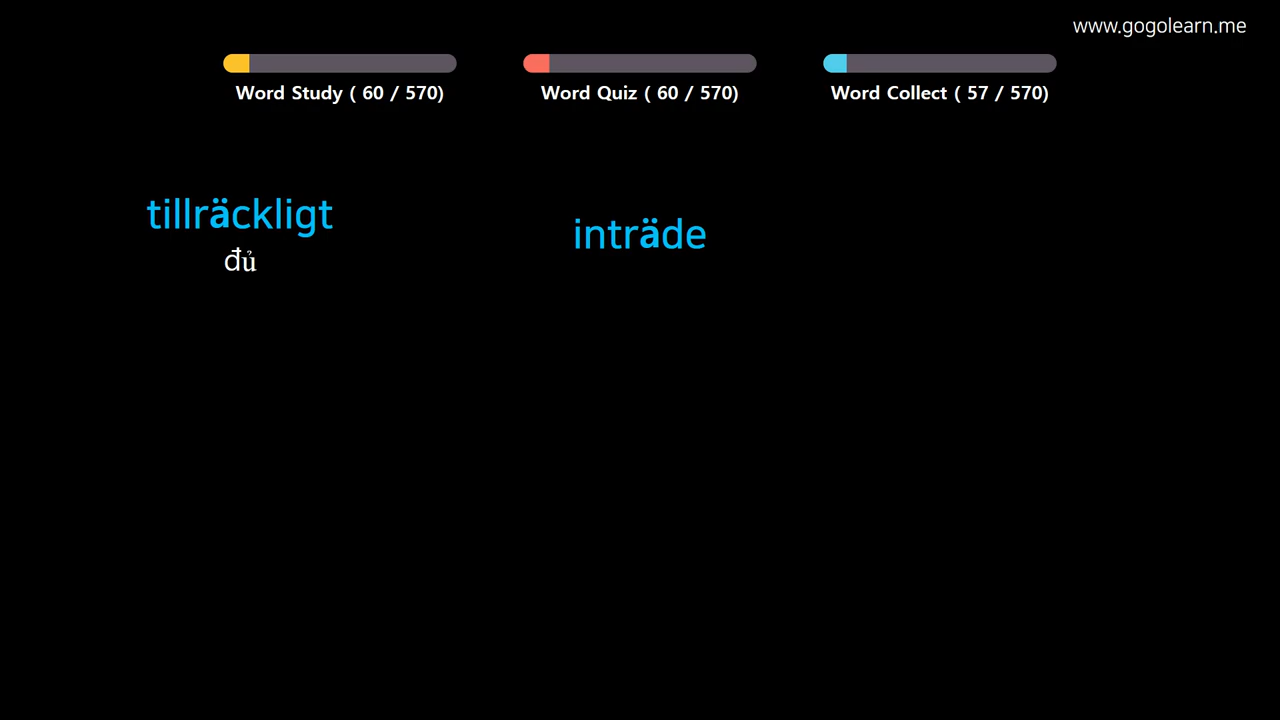 www.gogolearn.me
Word Study ( 60 / 570)
Word Quiz ( 60 / 570)
Word Collect ( 57 / 570)
tillräckligt
đủ
inträde